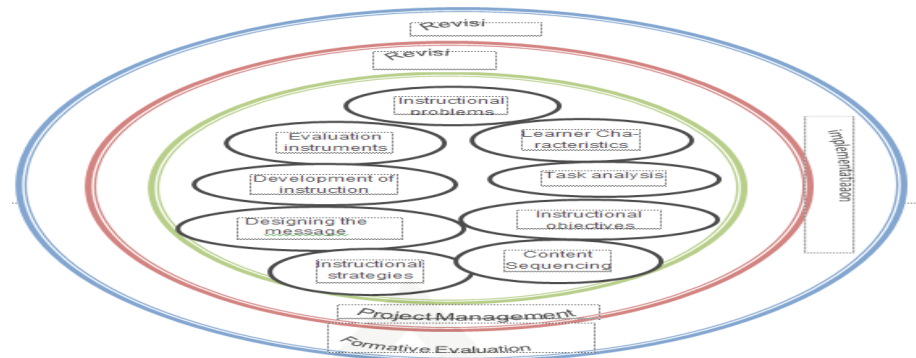 Revisi
Revisi
Instructional
problems
Evaluation
instruments
Learner Cha-
racteristics
Development of
instruction
Task analysis
Designing the
message
Instructional
objectives
Instructional
strategies
Content
Sequencing
implementabaaon
Project Management
Formative Evaluation